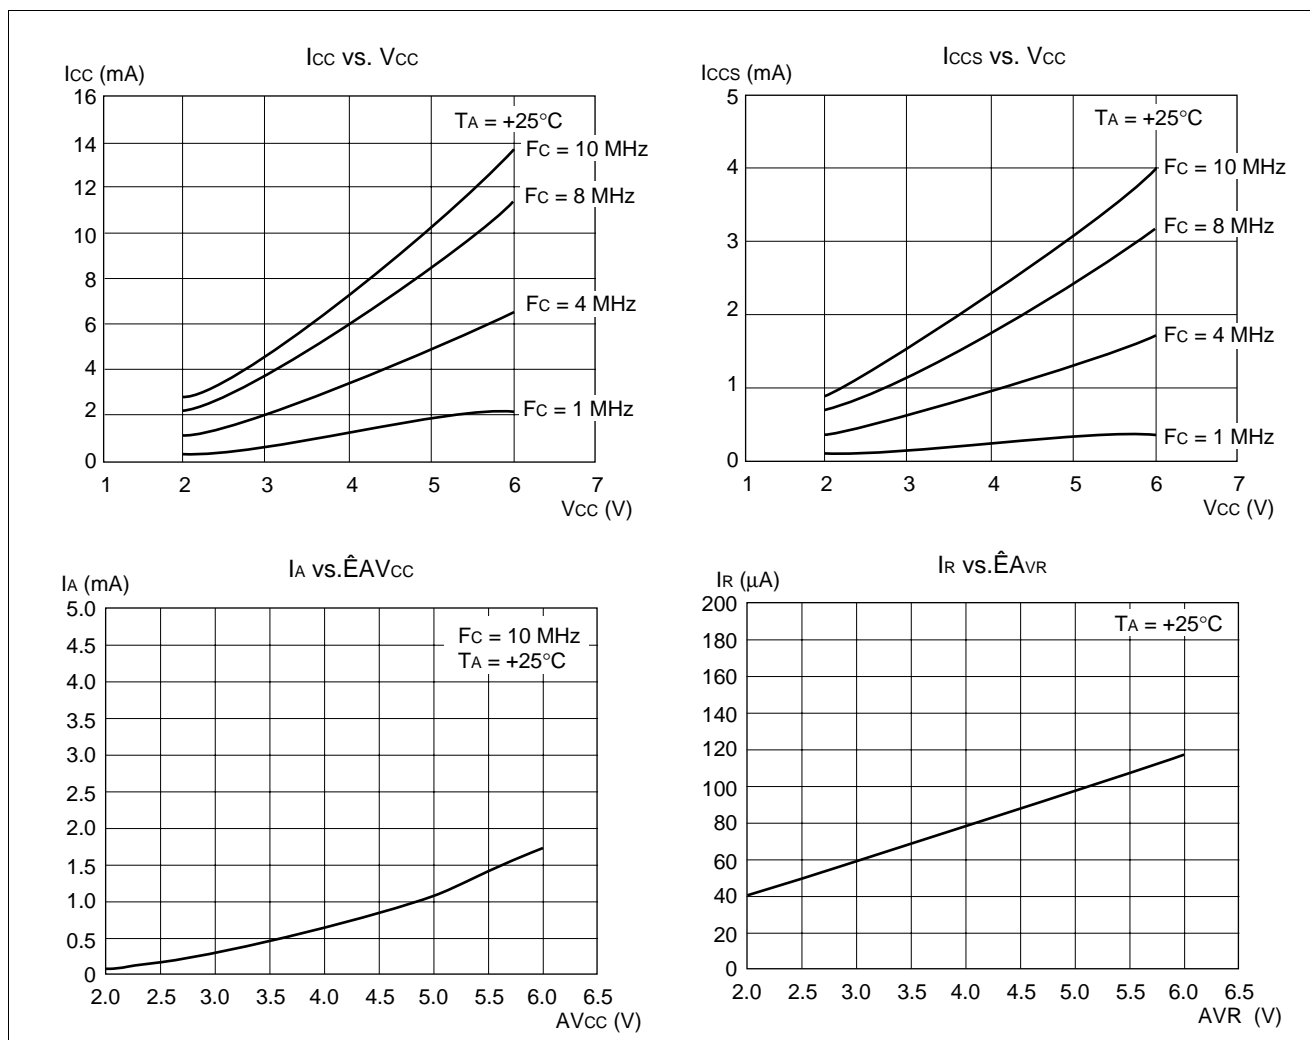 Icc vs. Vcc
Icc (mA)
16
14
12
10
8
6
4
2
0
1 2 3 4 5 6 7
Vcc (V)
TA = +25°C
Fc = 10 MHz
Fc = 8 MHz
Fc = 4 MHz
Fc = 1 MHz
Iccs vs. Vcc
Iccs (mA)
5
4
3
2
1
0
1 2 3 4 5 6 7
Vcc (V)
TA = +25°C
Fc = 10 MHz
Fc = 8 MHz
Fc = 4 MHz
Fc = 1 MHz
IA vs.ÊAVcc
IA (mA)
5.0
4.5
4.0
3.5
3.0
2.5
2.0
1.5
1.0
0.5
0
2.0 2.5 3.0 3.5 4.0 4.5 5.0 5.5 6.0 6.5
AVcc (V)
Fc = 10 MHz
TA = +25°C
IR vs.ÊAVR
IR (µA)
200
180
160
140
120
100
80
60
40
20
0
2.0 2.5 3.0 3.5 4.0 4.5 5.0 5.5 6.0 6.5
AVR (V)
TA = +25°C